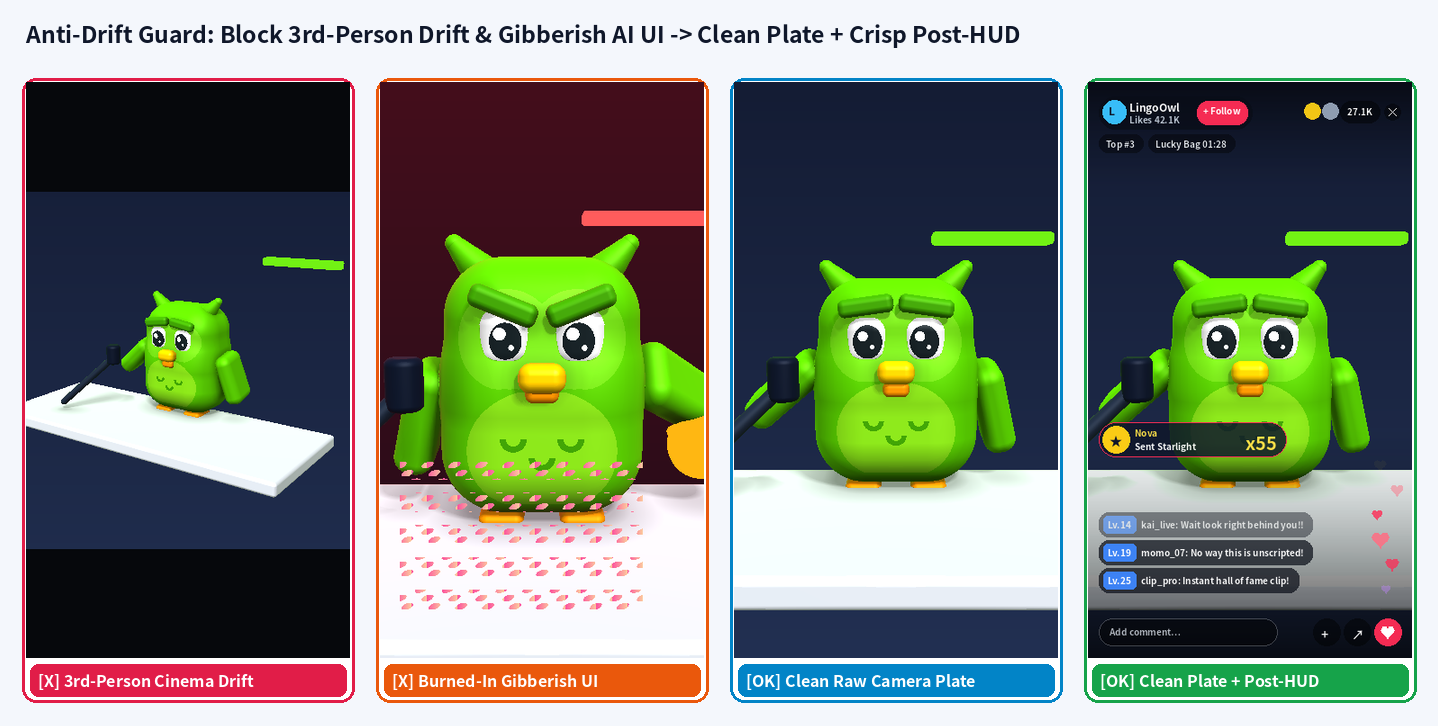 Anti-Drift Guard: Block 3rd-Person Drift & Gibberish AI UI -> Clean Plate + Crisp Post-HUD
[X] 3rd-Person Cinema Drift
[X] Burned-In Gibberish UI
[OK] Clean Raw Camera Plate
L
LingoOwl
Likes 42.1K
+ Follow
27.1K
Top #3
Lucky Bag 01:28
Nova
Sent Starlight
x55
Lv.14 kai_live: Wait look right behind you!!
Lv.19 momo_07: No way this is unscripted!
Lv.25 clip_pro: Instant hall of fame clip!
Add comment...
[OK] Clean Plate + Post-HUD